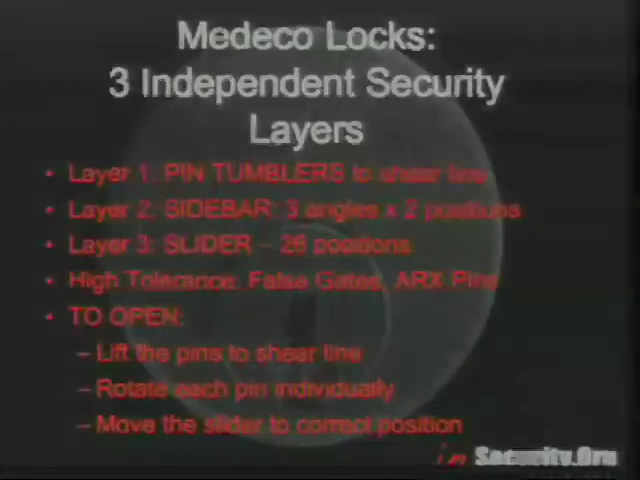 Medeco Locks:
3 Independent Security
Layers
• Layer 1: PIN TUMBLERS to shear line
• Layer 2: SIDEBAR: 3 angles x 2 positions
• Layer 3: SLIDER – 26 positions
• High Tolerance: False Gates, ARX Pins
• TO OPEN:
– Lift the pins to shear line
– Rotate each pin individually
– Move the slider to correct position
in Security.Org